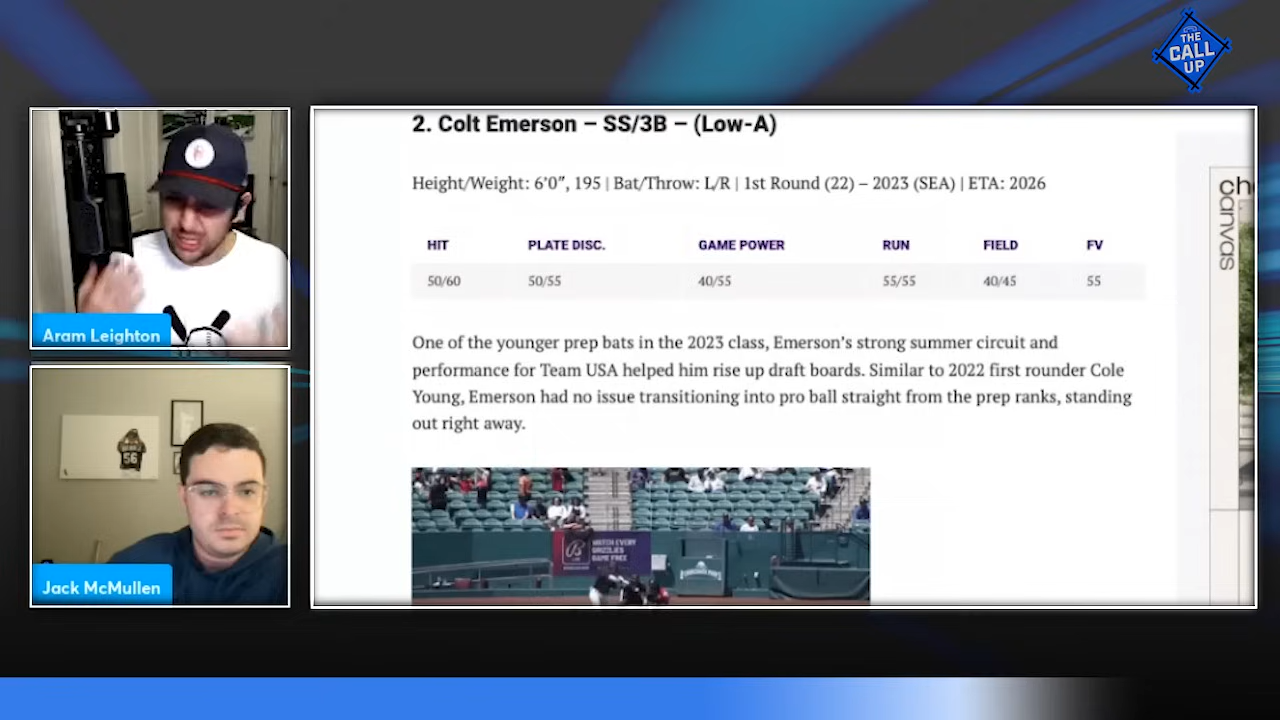 THE
CALL
UP
2. Colt Emerson – SS/3B – (Low-A)
Height/Weight: 6'0″, 195 | Bat/Throw: L/R | 1st Round (22) – 2023 (SEA) | ETA: 2026
HIT PLATE DISC. GAME POWER RUN FIELD FV
50/60 50/55 40/55 55/55 40/45 55
One of the younger prep bats in the 2023 class, Emerson's strong summer circuit and
performance for Team USA helped him rise up draft boards. Similar to 2022 first rounder Cole
Young, Emerson had no issue transitioning into pro ball straight from the prep ranks, standing
out right away.
WATCH EVERY
GRIZZLIES
GAME FREE
canvas
Aram Leighton
56
Jack McMullen